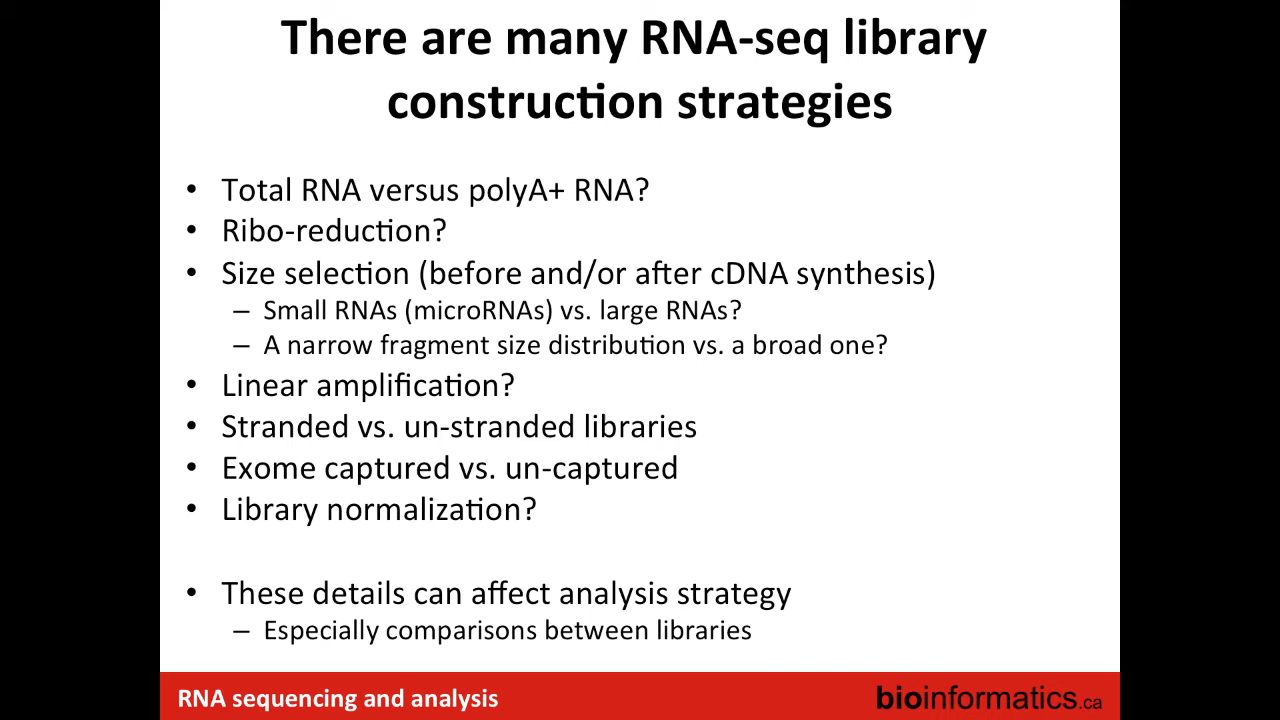 There are many RNA-seq library
construction strategies
• Total RNA versus polyA+ RNA?
• Ribo-reduction?
• Size selection (before and/or after cDNA synthesis)
– Small RNAs (microRNAs) vs. large RNAs?
– A narrow fragment size distribution vs. a broad one?
• Linear amplification?
• Stranded vs. un-stranded libraries
• Exome captured vs. un-captured
• Library normalization?
• These details can affect analysis strategy
– Especially comparisons between libraries
RNA sequencing and analysis
bioinformatics.ca